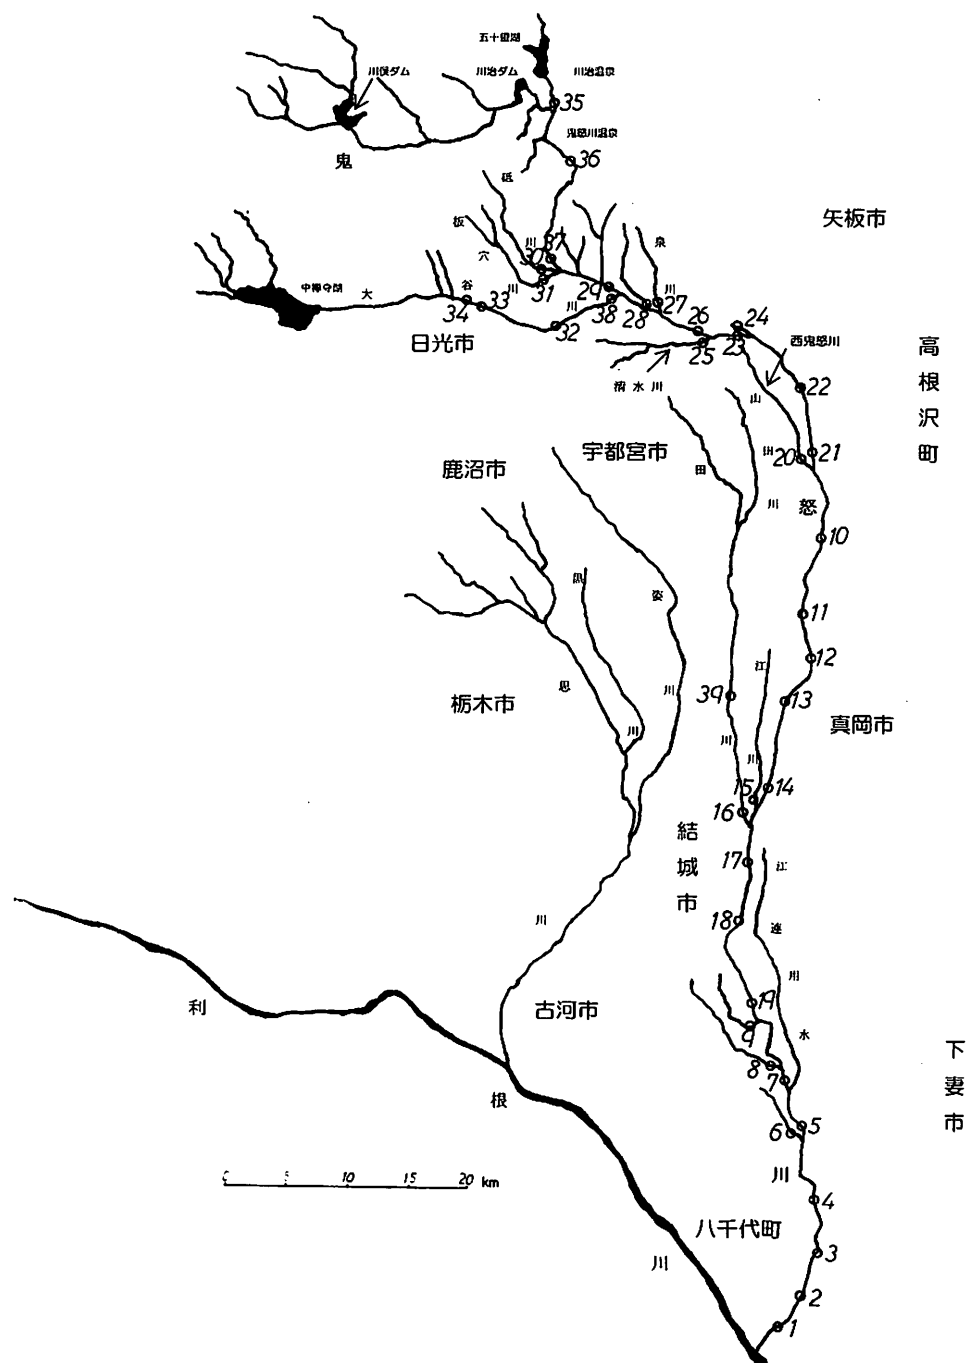 五十里湖
川俣ダム
川治ダム
川治温泉
35
鬼怒川温泉
36
鬼
砥
川
37
板
穴
川
30
31
泉
川
矢板市
中禅寺湖
大
谷
川
34
33
32
29
38
28
27
26
25
24
23
日光市
西鬼怒川
22
高
根
沢
町
鹿沼市
宇都宮市
山
田
川
20
21
怒
10
11
12
13
黒
川
姿
川
思
川
39
川
江
川
栃木市
真岡市
15
14
16
結
城
市
17
18
江
連
用
水
19
9
8
7
利
根
川
古河市
下
妻
市
6
5
川
4
3
2
1
八千代町
0 5 10 15 20 km